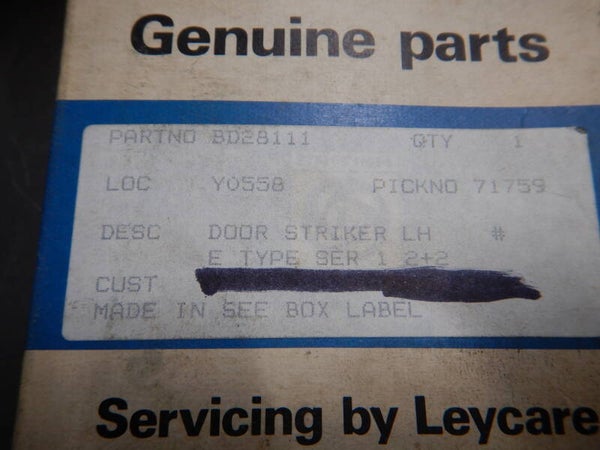 Genuine parts
PARTNO BD28111 QTY 1
LOC Y0558 PICKNO 71759
DESC DOOR STRIKER LH #
E TYPE SER 1 2+2
CUST
MADE IN SEE BOX LABEL
Servicing by Leycare